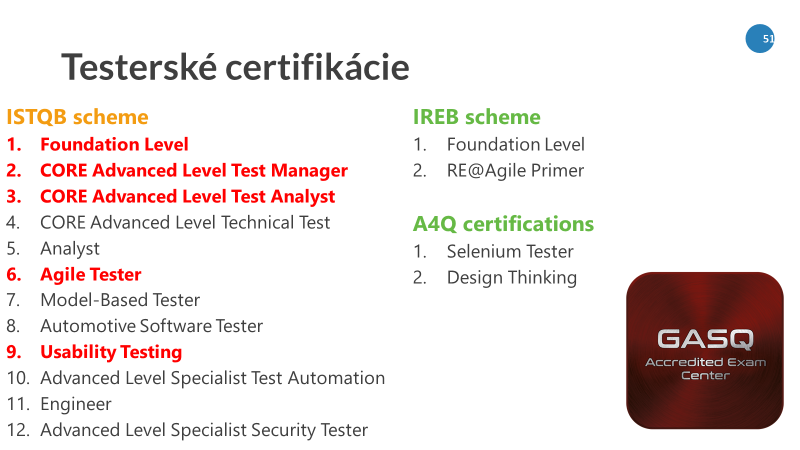 51
Testerské certifikácie
ISTQB scheme
1. Foundation Level
2. CORE Advanced Level Test Manager
3. CORE Advanced Level Test Analyst
4. CORE Advanced Level Technical Test
5. Analyst
6. Agile Tester
7. Model-Based Tester
8. Automotive Software Tester
9. Usability Testing
10. Advanced Level Specialist Test Automation
11. Engineer
12. Advanced Level Specialist Security Tester
IREB scheme
1. Foundation Level
2. RE@Agile Primer
A4Q certifications
1. Selenium Tester
2. Design Thinking
GASQ
Accredited Exam
Center